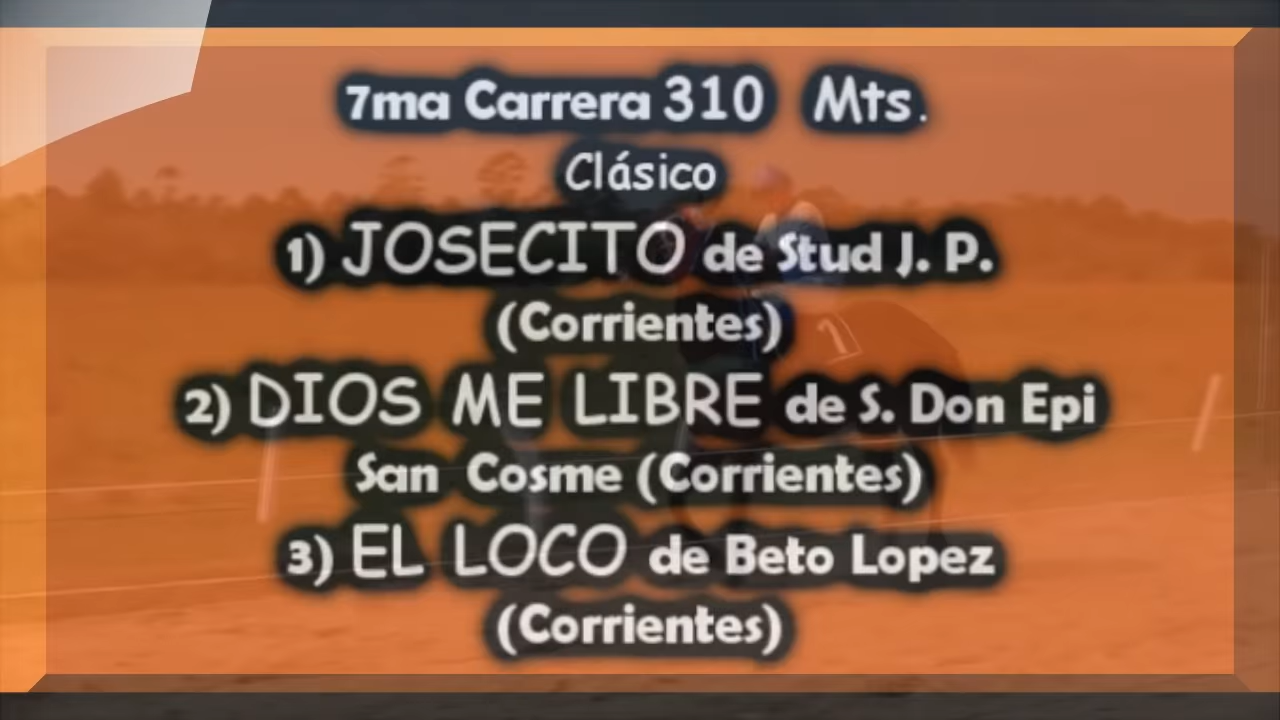 7ma Carrera 310 Mts.
Clásico
1) JOSECITO de Stud J. P.
(Corrientes)
2) DIOS ME LIBRE de S. Don Epi
San Cosme (Corrientes)
3) EL LOCO de Beto Lopez
(Corrientes)